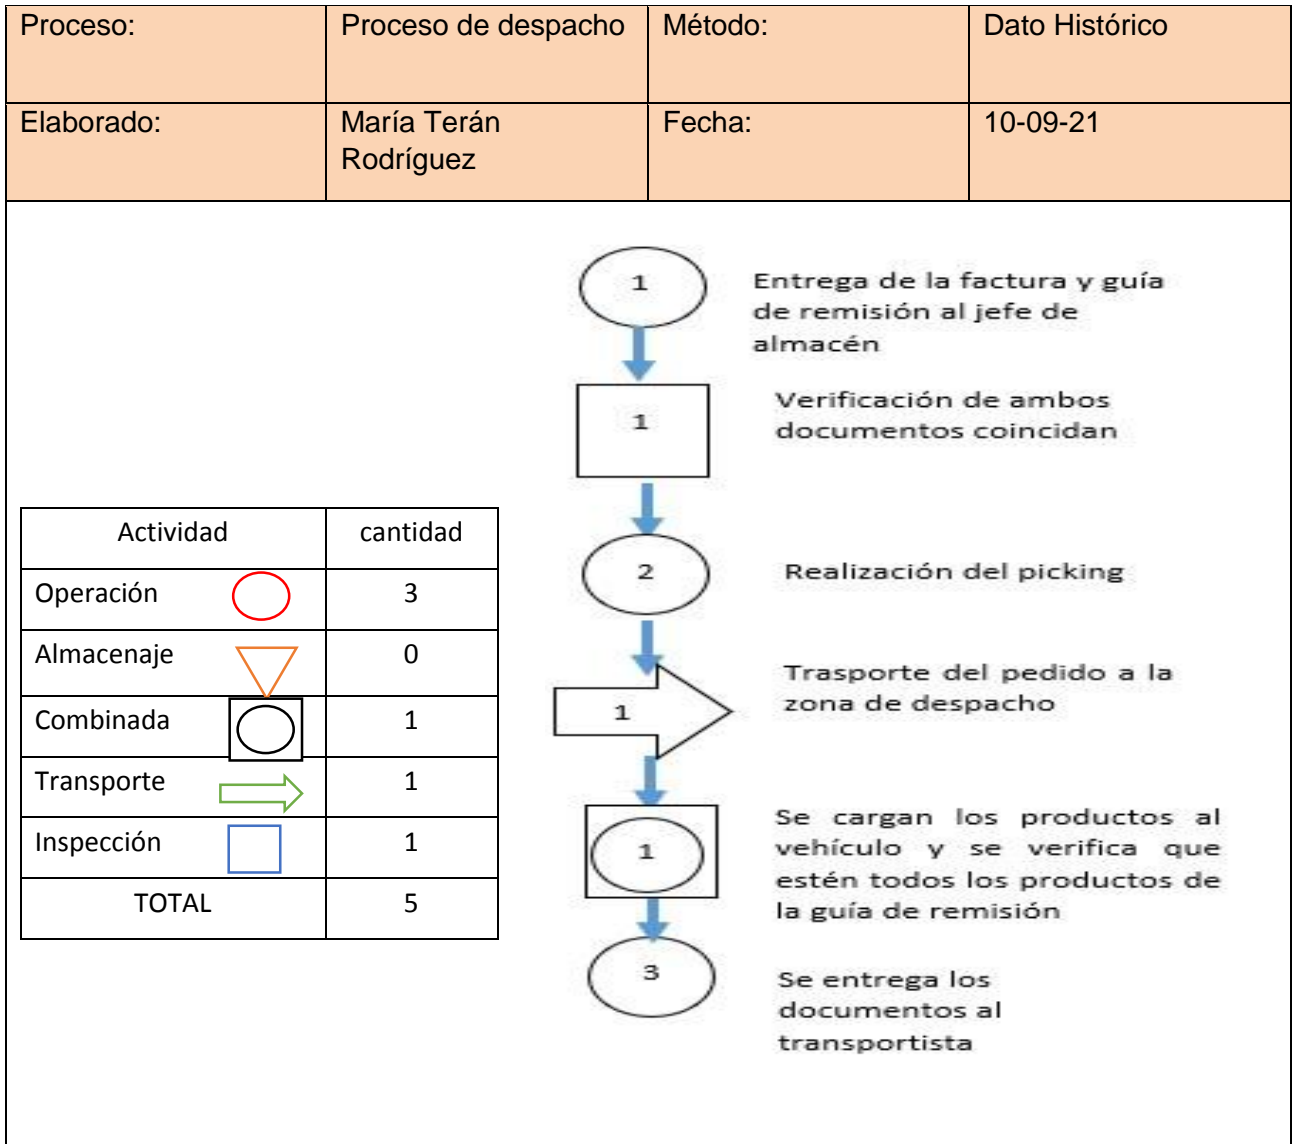 Proceso:
Proceso de despacho
Método:
Dato Histórico
Elaborado:
María Terán
Rodríguez
Fecha:
10-09-21
1
Entrega de la factura y guía
de remisión al jefe de
almacén
1
Verificación de ambos
documentos coincidan
2
Realización del picking
1
Trasporte del pedido a la
zona de despacho
1
Se cargan los productos al
vehículo y se verifica que
estén todos los productos de
la guía de remisión
3
Se entrega los
documentos al
transportista
Actividad cantidad
Operación 3
Almacenaje 0
Combinada 1
Transporte 1
Inspección 1
TOTAL 5